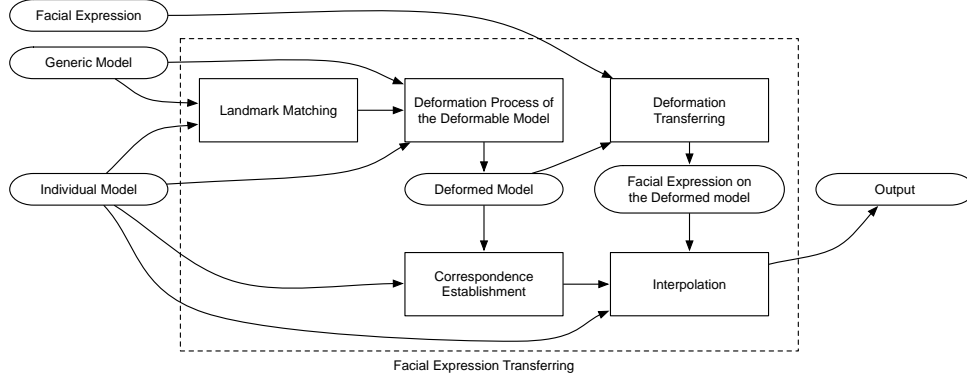 Facial Expression
Generic Model
Landmark Matching
Deformation Process of
the Deformable Model
Deformation
Transferring
Individual Model
Deformed Model
Facial Expression on
the Deformed model
Output
Correspondence
Establishment
Interpolation
Facial Expression Transferring